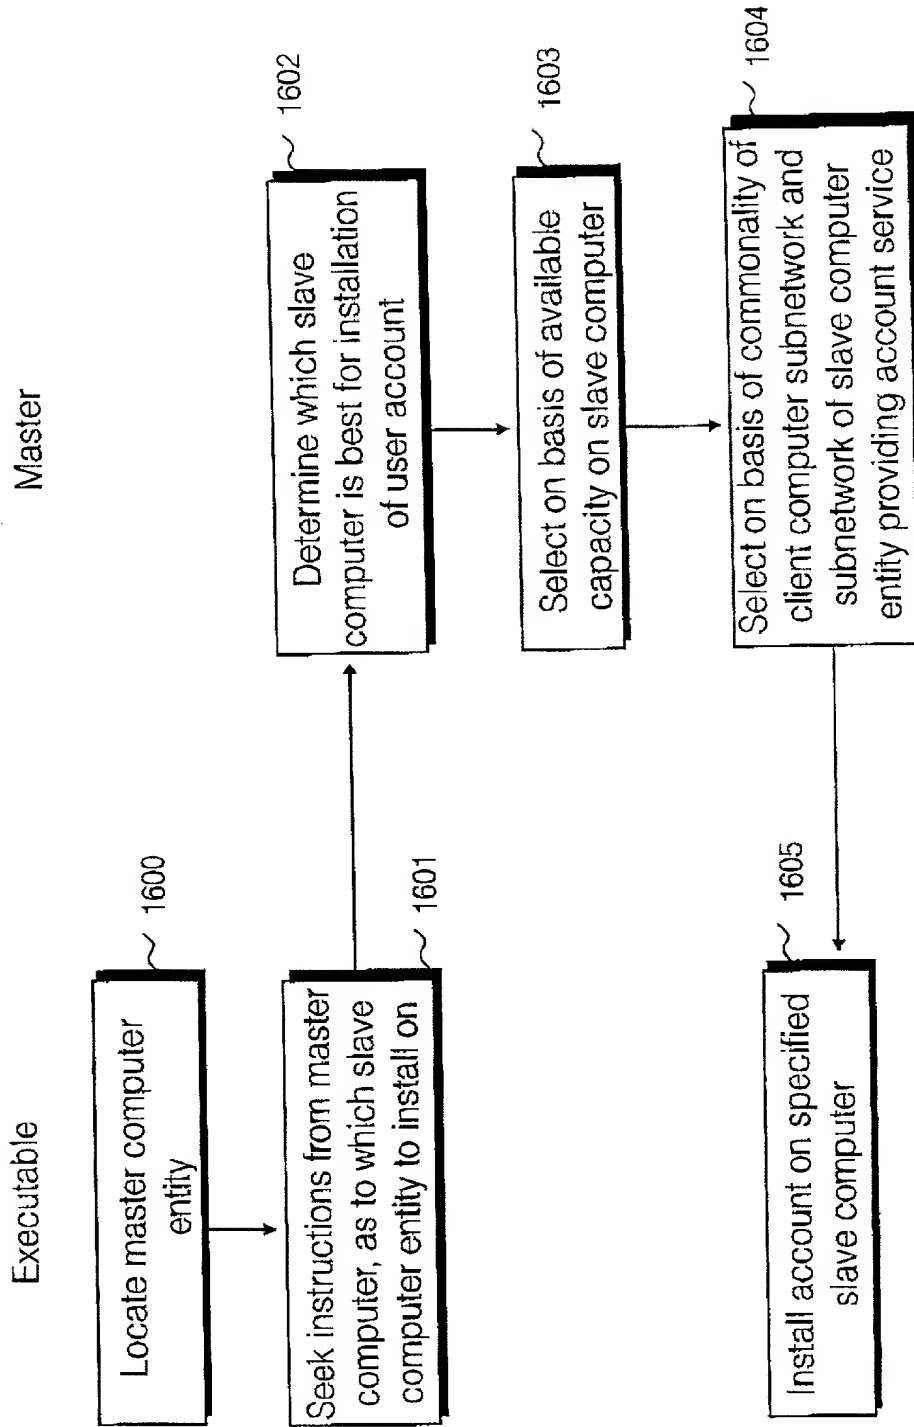 Executable
Master
Locate master computer
entity
1600
Seek instructions from master
computer, as to which slave
computer entity to install on
1601
Determine which slave
computer is best for installation
of user account
1602
Select on basis of available
capacity on slave computer
1603
Select on basis of commonality of
client computer subnetwork and
subnetwork of slave computer
entity providing account service
1604
Install account on specified
slave computer
1605